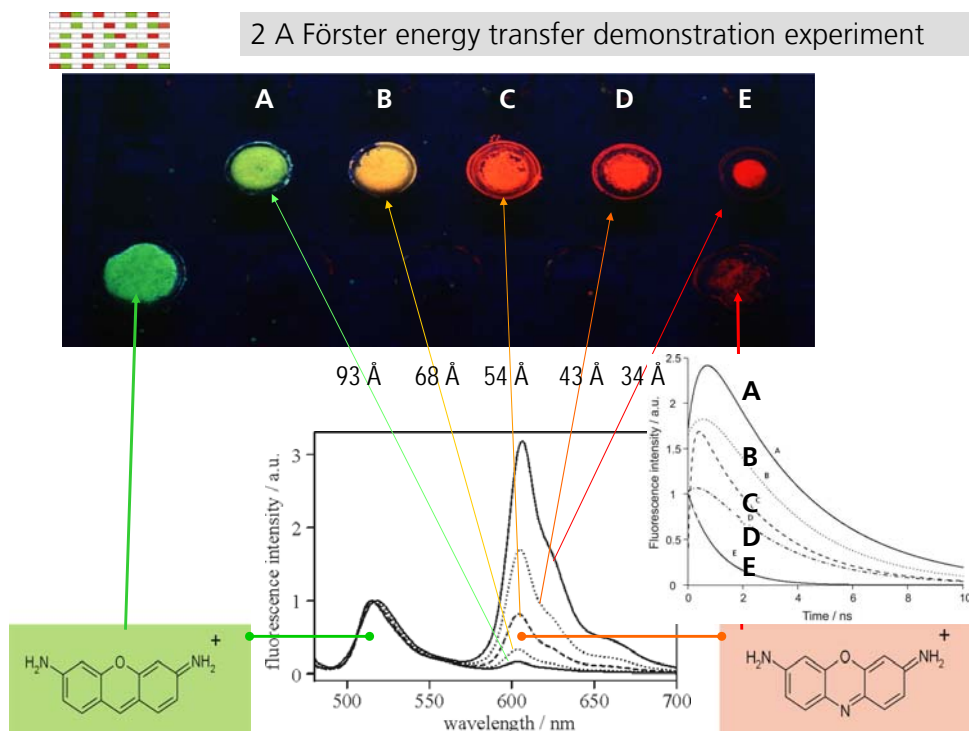 2 A Förster energy transfer demonstration experiment
A B C D E
93 Å 68 Å 54 Å 43 Å 34 Å
fluorescence intensity / a.u.
3
2
1
0
500 550 600 650 700
wavelength / nm
Fluorescence intensity / a.u.
2.5
2
1.5
1
0.5
0
A
A
B
B
C
C
D
D
E
E
0 2 4 6 8 10
Time / ns
H₂N O NH₂
+
H₂N O NH₂
N
+